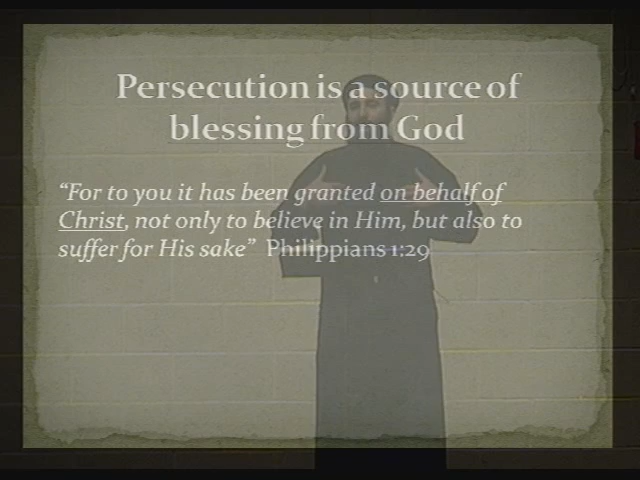 Persecution is a source of
blessing from God
“For to you it has been granted on behalf of
Christ, not only to believe in Him, but also to
suffer for His sake” Philippians 1:29